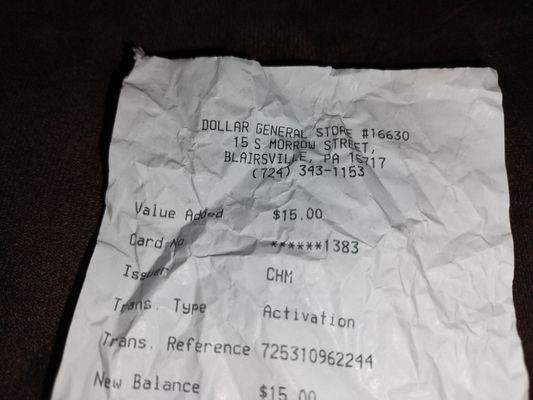 DOLLAR GENERAL STORE #16630
15 S MORROW STREET,
BLAIRSVILLE, PA 15717
(724) 343-1153
Value Added $15.00
Card No ******1383
Issuer CHM
Trans. Type Activation
Trans. Reference 725310962244
New Balance $15.00